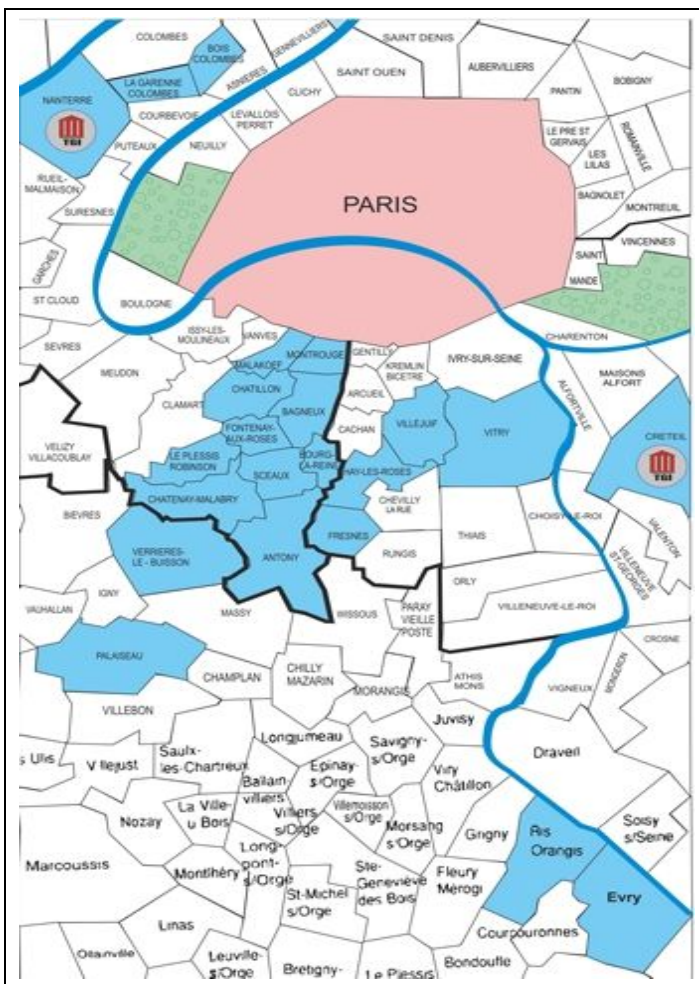 COLOMBES
BOIS
COLOMBES
GENNEVILLIERS
SAINT DENIS
LA GARENNE
COLOMBES
ASNIERES
SAINT OUEN
AUBERVILLIERS
PANTIN
BOBIGNY
NANTERRE
TGI
COURBEVOIE
LEVALLOIS
PERRET
CLICHY
PUTEAUX
NEUILLY
LE PRE ST
GERVAIS
LES
LILAS
ROMAINVILLE
RUEIL-
MALMAISON
SURESNES
PARIS
BAGNOLET
MONTREUIL
GARCHES
ST CLOUD
BOULOGNE
SAINT
MANDE
VINCENNES
SEVRES
ISSY-LES-
MOULINEAUX
VANVES
MALAKOFF
MONTROUGE
GENTILLY
KREMLIN
BICETRE
IVRY-SUR-SEINE
CHARENTON
MEUDON
CHATILLON
ARCUEIL
ALFORTVILLE
MAISONS
ALFORT
CLAMART
BAGNEUX
CACHAN
VILLEJUIF
VITRY
CRETEIL
TGI
FONTENAY-
AUX-ROSES
VELIZY
VILLACOUBLAY
LE PLESSIS
ROBINSON
SCEAUX
BOURG-
LA-REINE
HAY-LES-ROSES
CHATENAY-MALABRY
CHEVILLY
LA RUE
CHOISY-LE-ROI
VALENTON
BIEVRES
VERRIERES-
LE - BUISSON
ANTONY
FRESNES
RUNGIS
THIAIS
VILLENEUVE
ST-GEORGES
IGNY
ORLY
VAUHALLAN
MASSY
WISSOUS
PARAY
VIEILLE
POSTE
VILLENEUVE-LE-ROI
CROSNE
PALAISEAU
CHAMPLAN
CHILLY
MAZARIN
MORANGIS
ATHIS
MONS
VIGNEUX
MONGERON
VILLEBON
Juvisy
s Ulis
Villejust
Saulx-
les-Chartreux
Longjumeau
Savigny-
s/Orge
Draveil
Ballain-
villiers
Epinay-
s/Orge
Viry
Châtillon
Nozay
La Ville-
u Bois
Villiers
s/Orge
Villemoisson
s/Orge
Morsang
s/Orge
Grigny
Ris
Orangis
Soisy
s/Seine
Marcoussis
Montlhéry
Long-
pont-
s/Orge
Ste-
Geneviève
des Bois
Fleury
Mérogi
St-Michel
s/Orge
Evry
Linas
Courpouronnes
Ollainville
Leuville-
s/Orge
Bretigny-
Le Plessis
Bondoufle